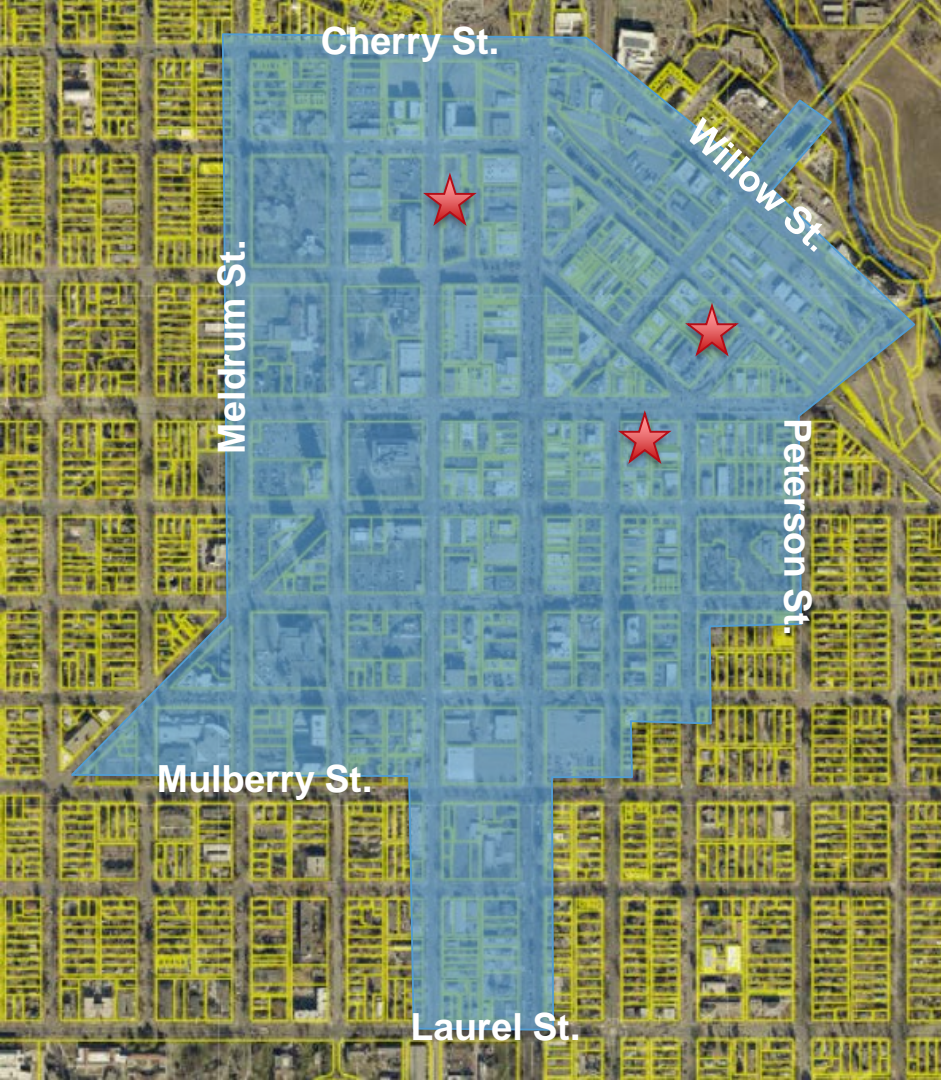 Cherry St.
Willow St.
Meldrum St.
Peterson St.
Mulberry St.
Laurel St.